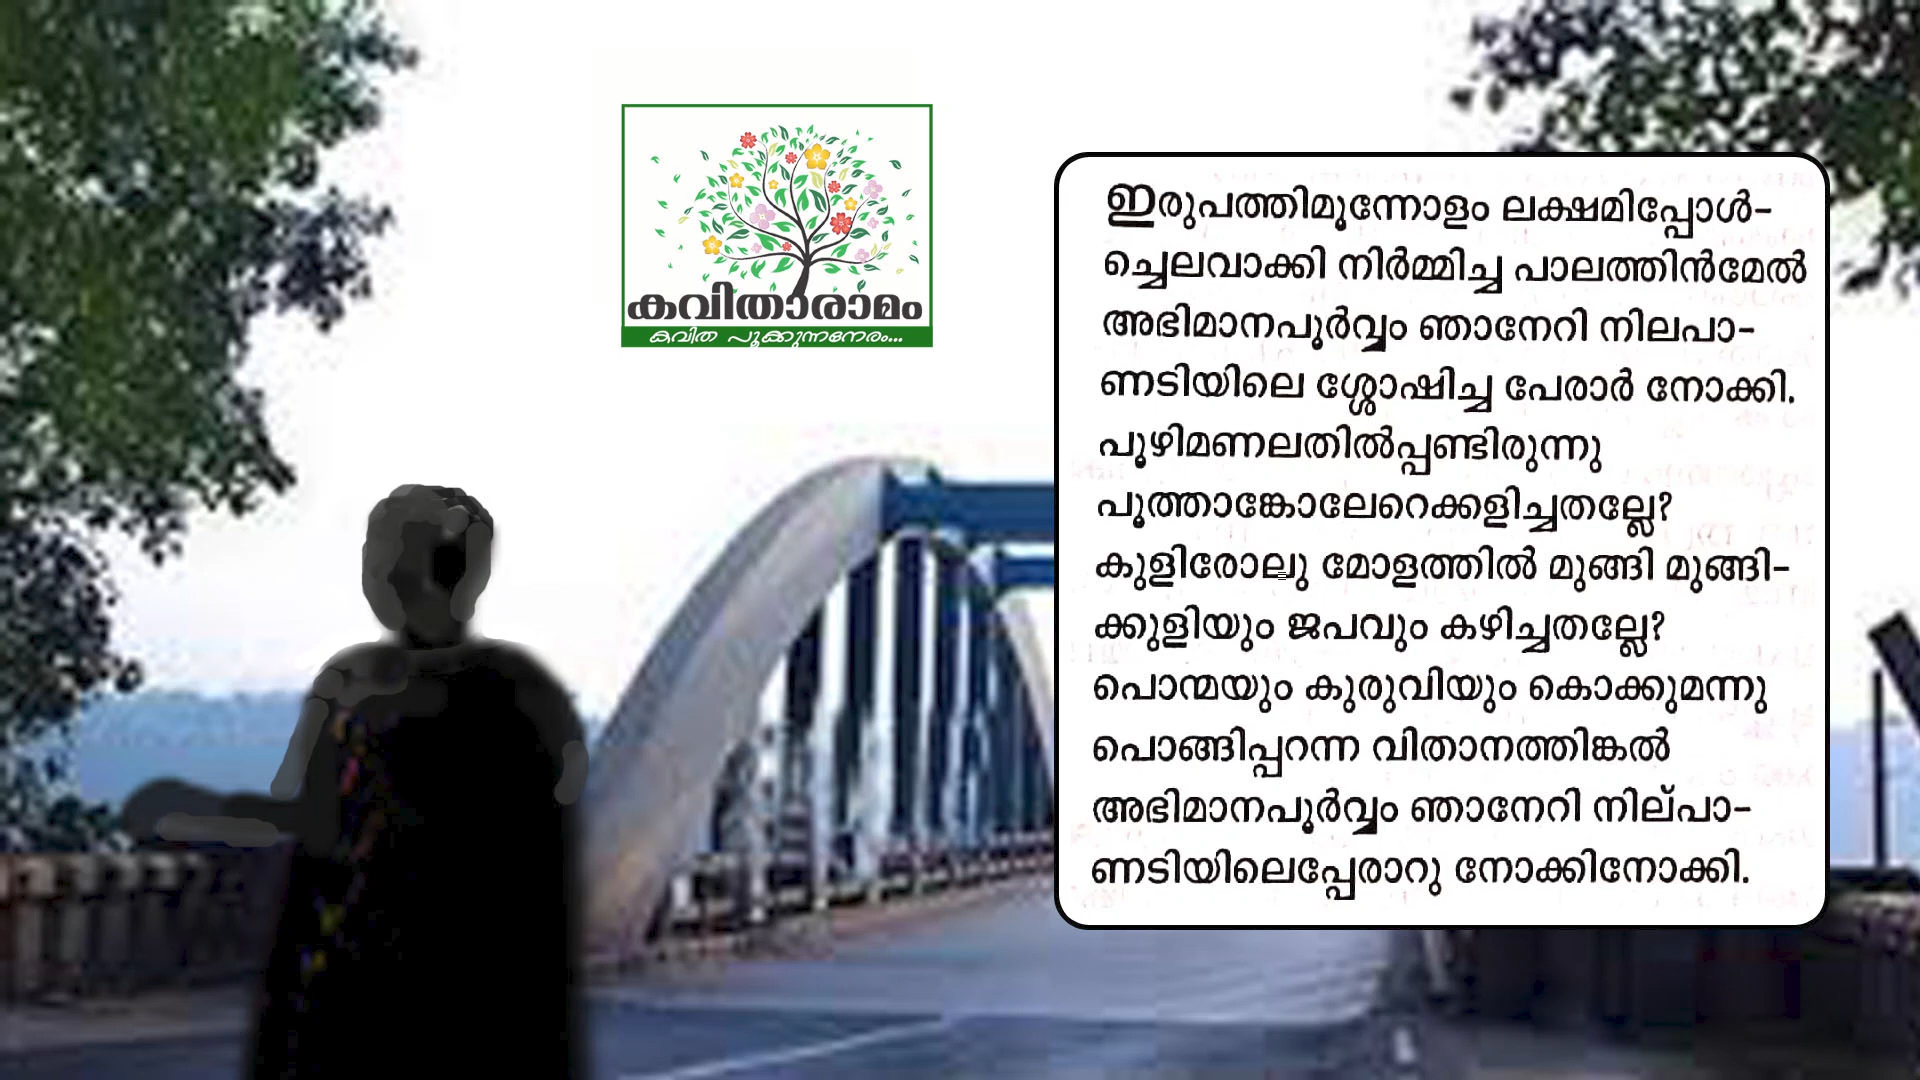 കവിതാരാമം
കവിത പൂക്കുന്നനേരം...
ഇരുപത്തിമൂന്നോളം ലക്ഷമിപ്പോൾ-
ച്ചെലവാക്കി നിർമ്മിച്ച പാലത്തിൻമേൽ
അഭിമാനപൂർവ്വം ഞാനേറി നിലപാ-
ണടിയിലെ ശ്ശോഷിച്ച പേരാർ നോക്കി.
പൂഴിമണലതിൽപ്പണ്ടിരുന്നു
പൂത്താങ്കോലേറെക്കളിച്ചതല്ലേ?
കുളിരോലു മോളത്തിൽ മുങ്ങി മുങ്ങി-
ക്കുളിയും ജപവും കഴിച്ചതല്ലേ?
പൊന്മയും കുരുവിയും കൊക്കുമന്നു
പൊങ്ങിപ്പറന്ന വിതാനത്തിങ്കൽ
അഭിമാനപൂർവ്വം ഞാനേറി നില്പാ-
ണടിയിലെപ്പേരാറു നോക്കിനോക്കി.